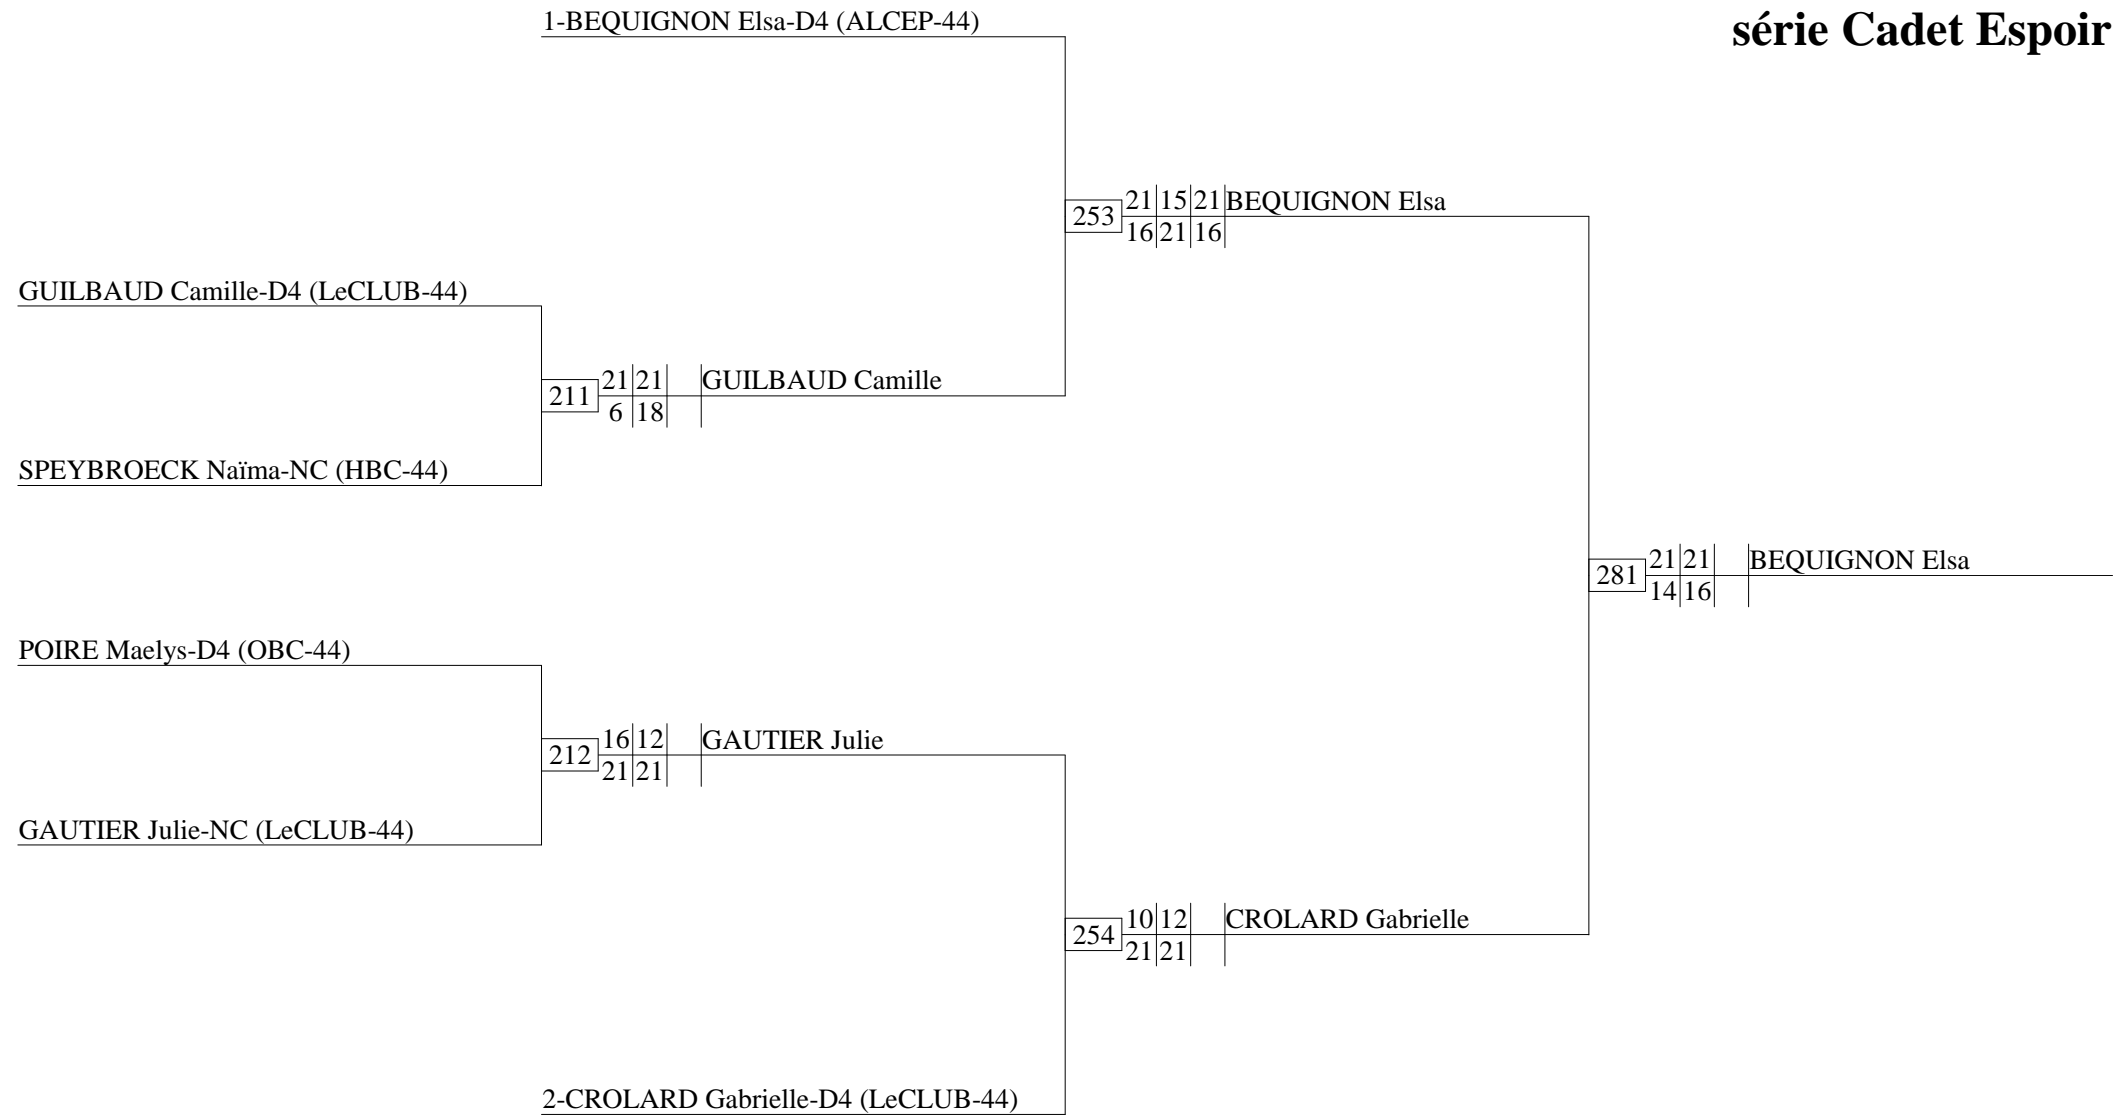 1-BEQUIGNON Elsa-D4 (ALCEP-44)
série Cadet Espoir
253 21 15 21 BEQUIGNON Elsa
16 21 16
GUILBAUD Camille-D4 (LeCLUB-44)
211 21 21 GUILBAUD Camille
6 18
SPEYBROECK Naïma-NC (HBC-44)
281 21 21 BEQUIGNON Elsa
14 16
POIRE Maelys-D4 (OBC-44)
212 16 12 GAUTIER Julie
21 21
GAUTIER Julie-NC (LeCLUB-44)
254 10 12 CROLARD Gabrielle
21 21
2-CROLARD Gabrielle-D4 (LeCLUB-44)